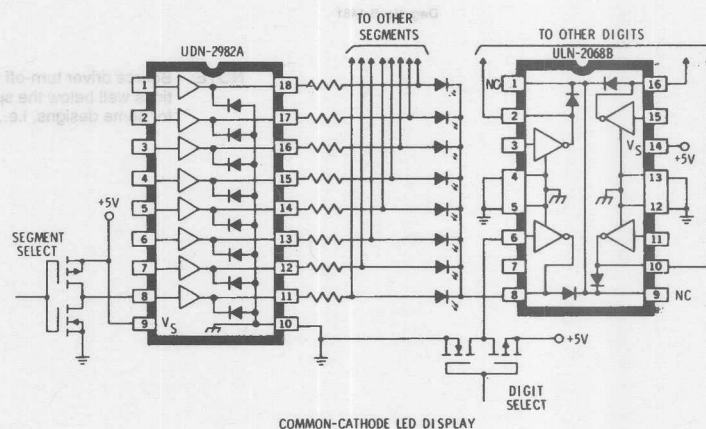 TO OTHER
SEGMENTS
TO OTHER DIGITS
UDN-2982A
ULN-2068B
1
2
3
4
5
6
7
8
9
VS
18
17
16
15
14
13
12
11
10
+5V
SEGMENT
SELECT
NC
1
2
3
4
5
6
7
8
16
15
VS
14
+5V
13
12
11
10
9
NC
+5V
DIGIT
SELECT
COMMON-CATHODE LED DISPLAY